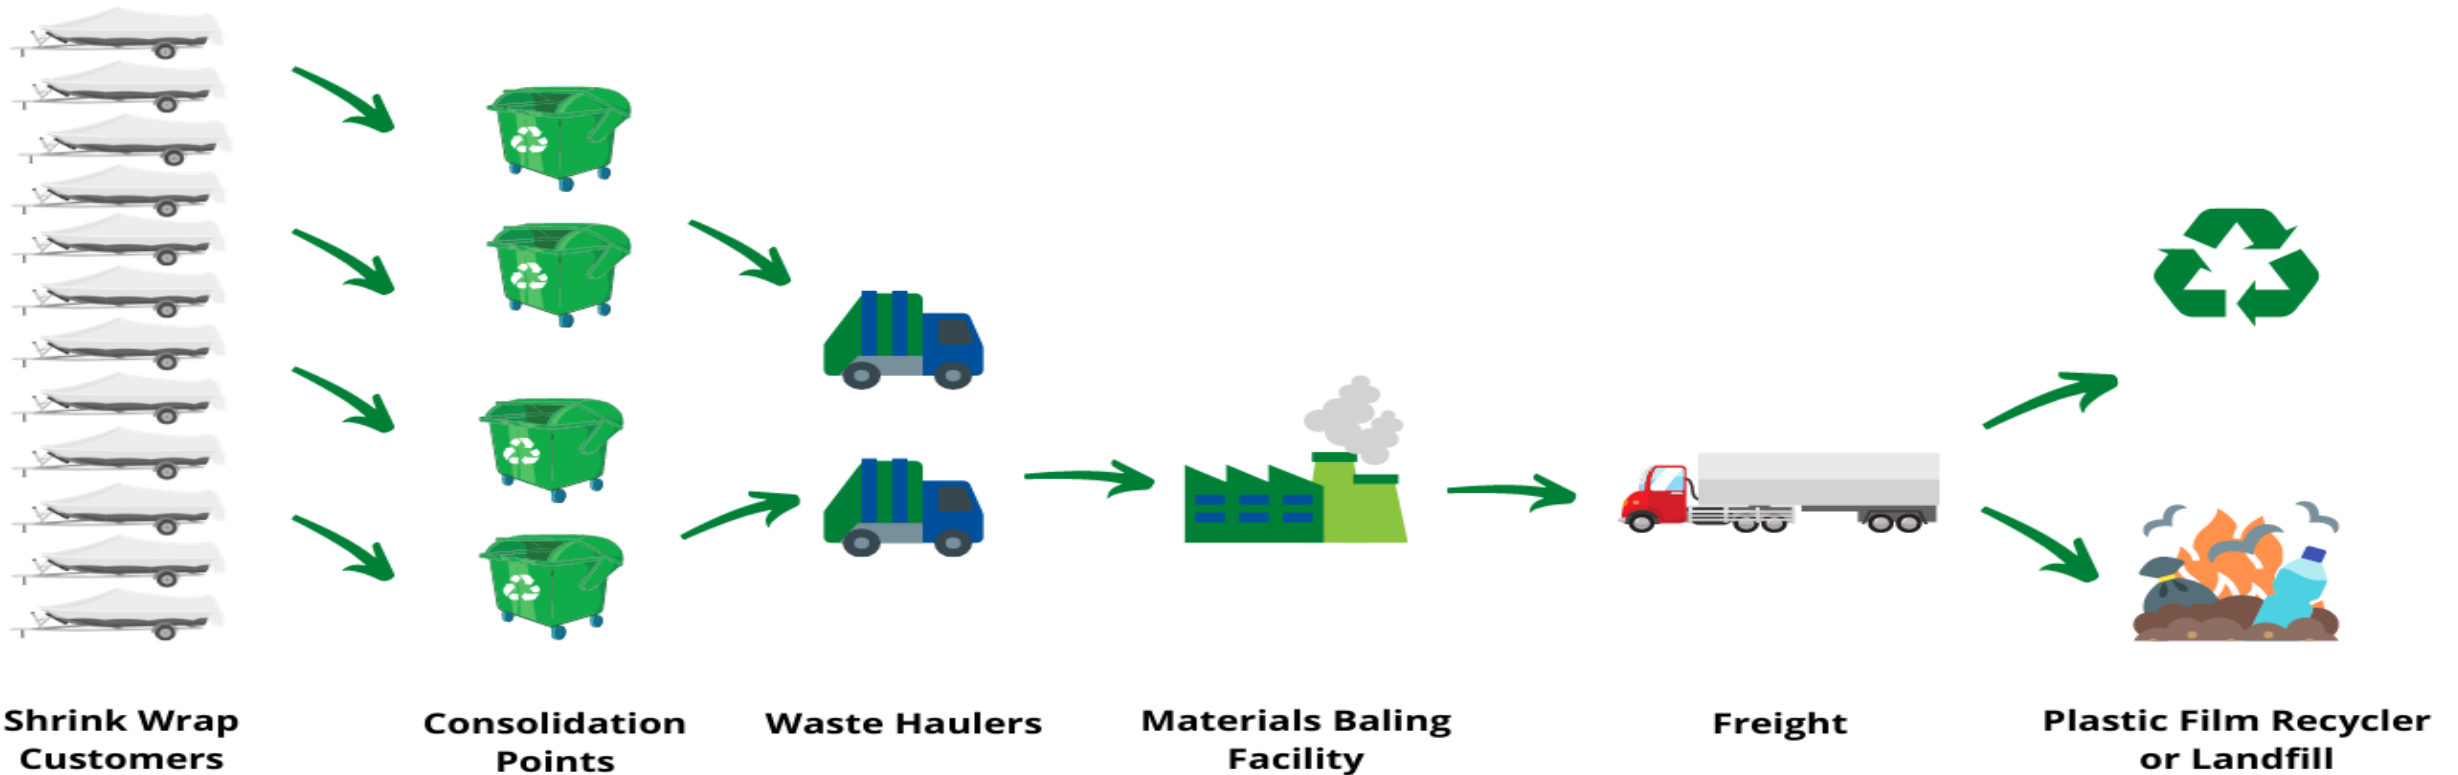 Shrink Wrap
Customers
Consolidation
Points
Waste Haulers
Materials Baling
Facility
Freight
Plastic Film Recycler
or Landfill